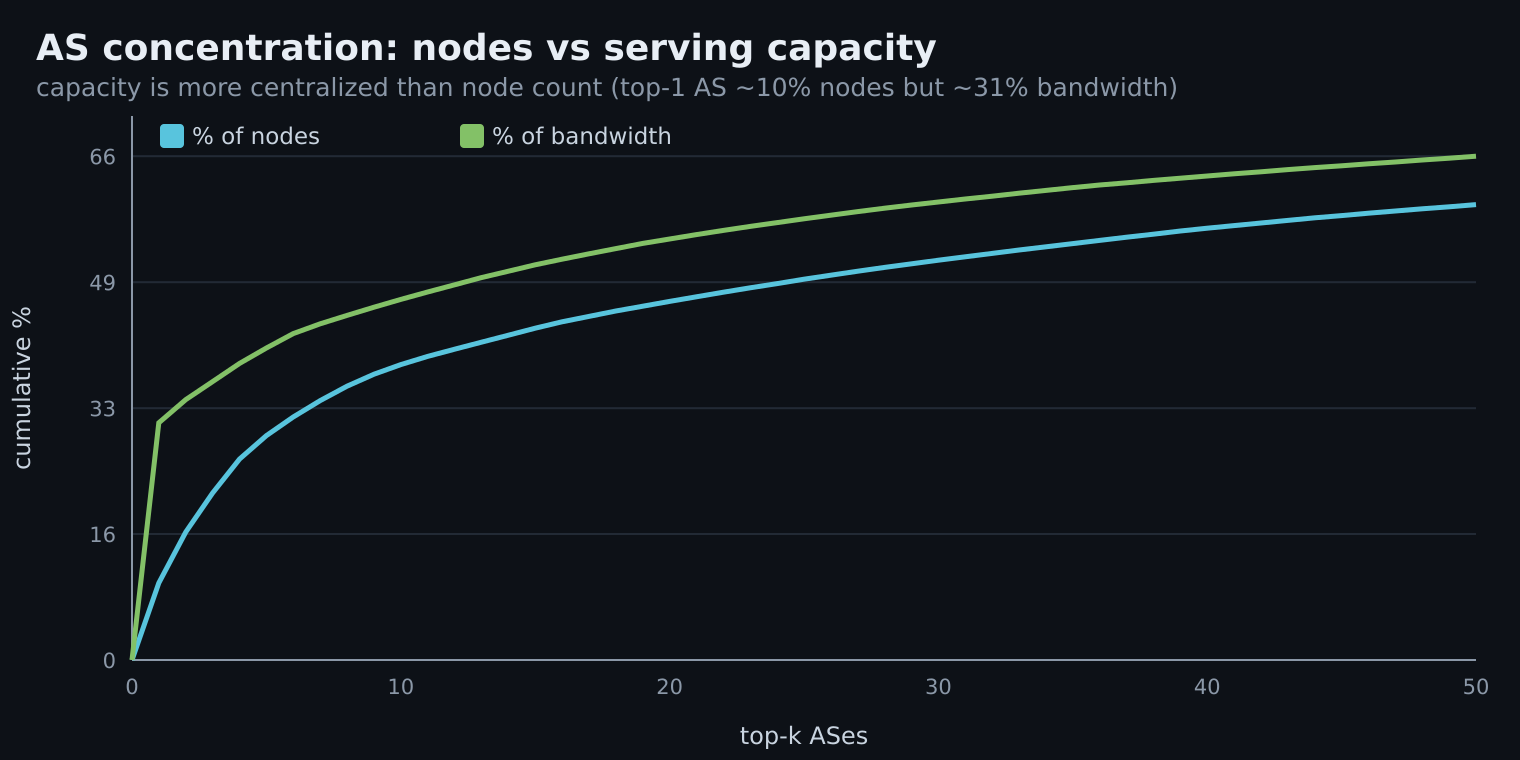 AS concentration: nodes vs serving capacity
capacity is more centralized than node count (top-1 AS ~10% nodes but ~31% bandwidth)
% of nodes
% of bandwidth
66
49
33
16
0
cumulative %
0
10
20
30
40
50
top-k ASes